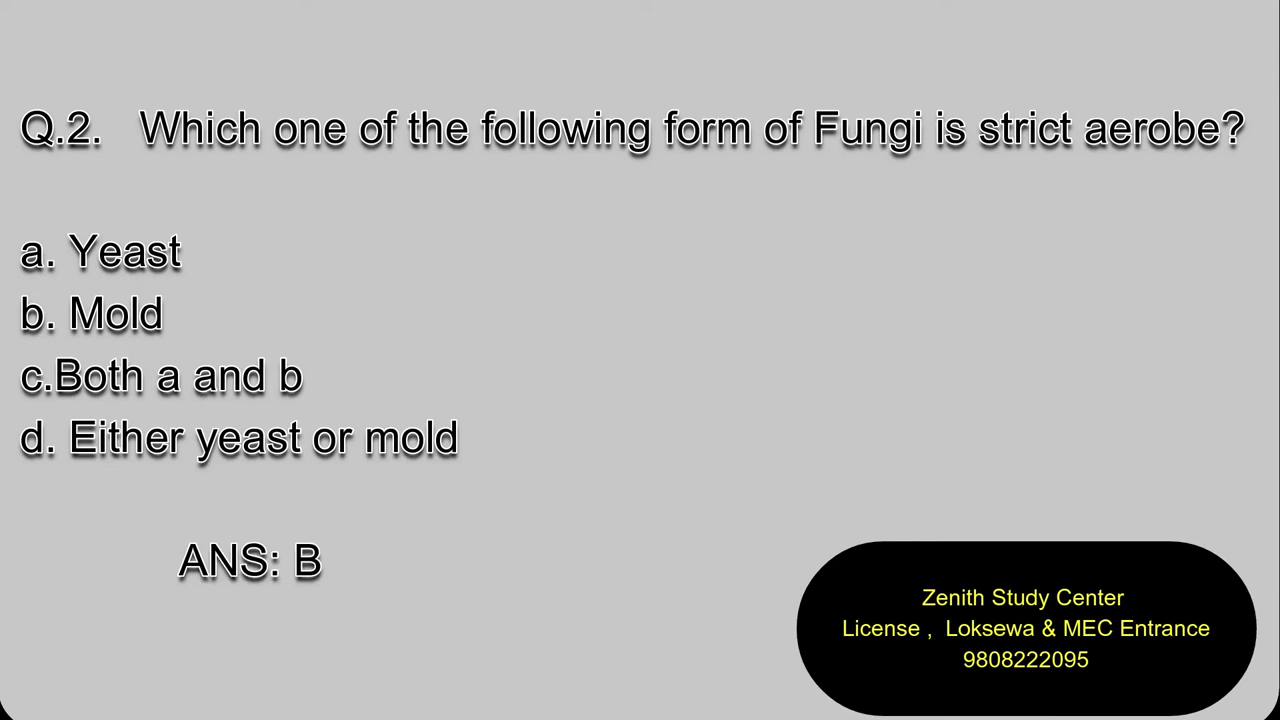 Q.2. Which one of the following form of Fungi is strict aerobe?
a. Yeast
b. Mold
c.Both a and b
d. Either yeast or mold
ANS: B
Zenith Study Center
License , Loksewa & MEC Entrance
9808222095